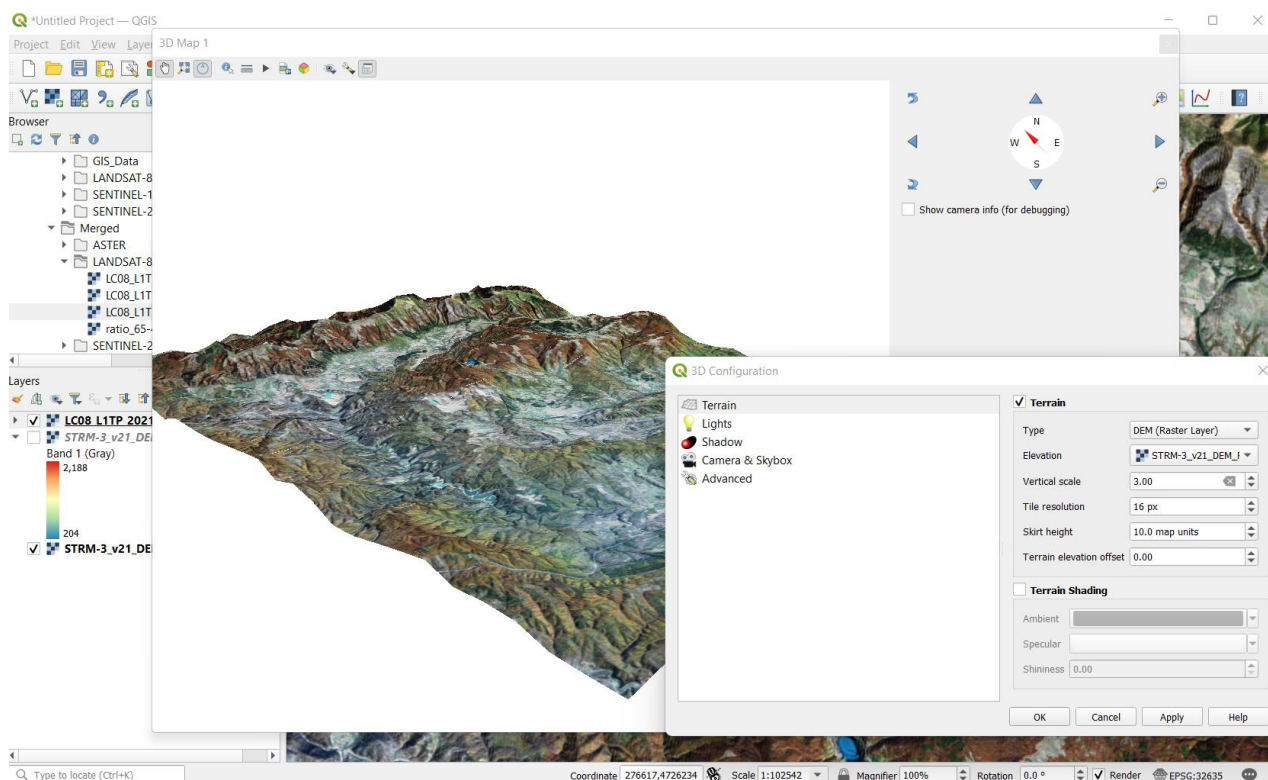 *Untitled Project — QGIS
Project Edit View Laye
3D Map 1
Browser
GIS_Data
LANDSAT-8
SENTINEL-1
SENTINEL-2
Merged
ASTER
LANDSAT-8
LC08_L1T
LC08_L1T
LC08_L1T
ratio_65-
SENTINEL-2
Layers
LC08_L1TP_2021
STRM-3_v21_DE
Band 1 (Gray)
2,188
204
STRM-3_v21_DE
N
W E
S
Show camera info (for debugging)
3D Configuration
Terrain
Lights
Shadow
Camera & Skybox
Advanced
Terrain
Type DEM (Raster Layer)
Elevation STRM-3_v21_DEM_F
Vertical scale 3.00
Tile resolution 16 px
Skirt height 10.0 map units
Terrain elevation offset 0.00
Terrain Shading
Ambient
Specular
Shininess 0.00
OK Cancel Apply Help
Type to locate (Ctrl+K) Coordinate 276617,4726234 Scale 1:102542 Magnifier 100% Rotation 0.0 ° Render EPSG:32635